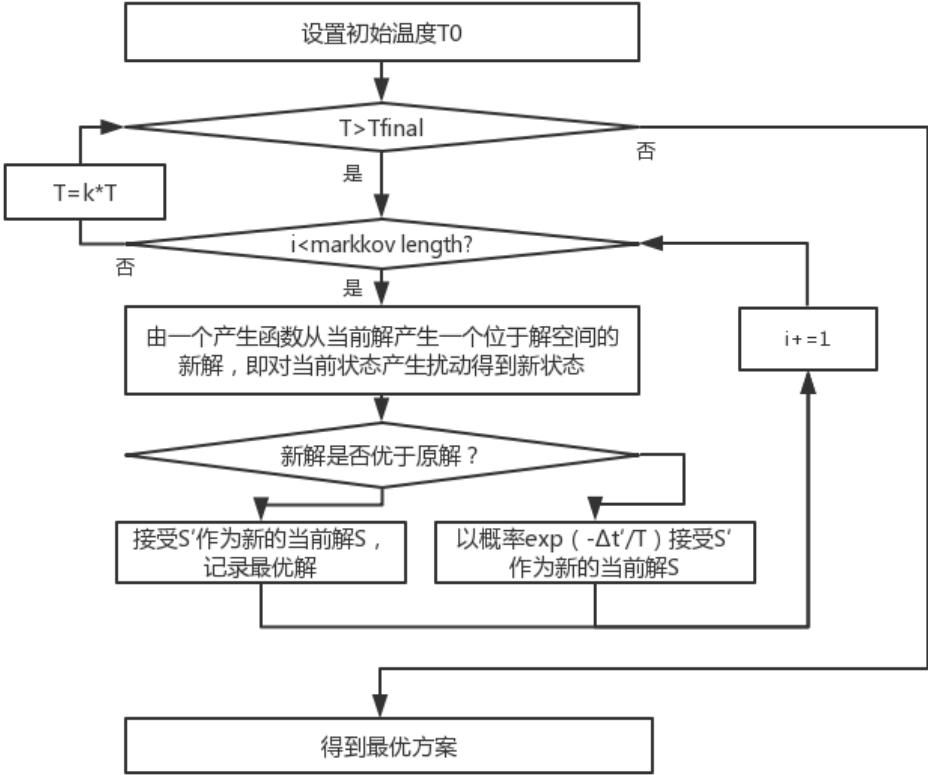 设置初始温度T0
T>Tfinal
否
是
T=k*T
i<markkov length?
否
是
由一个产生函数从当前解产生一个位于解空间的
新解，即对当前状态产生扰动得到新状态
i+=1
新解是否优于原解？
接受S'作为新的当前解S，
记录最优解
以概率exp（-Δt'/T）接受S'
作为新的当前解S
得到最优方案